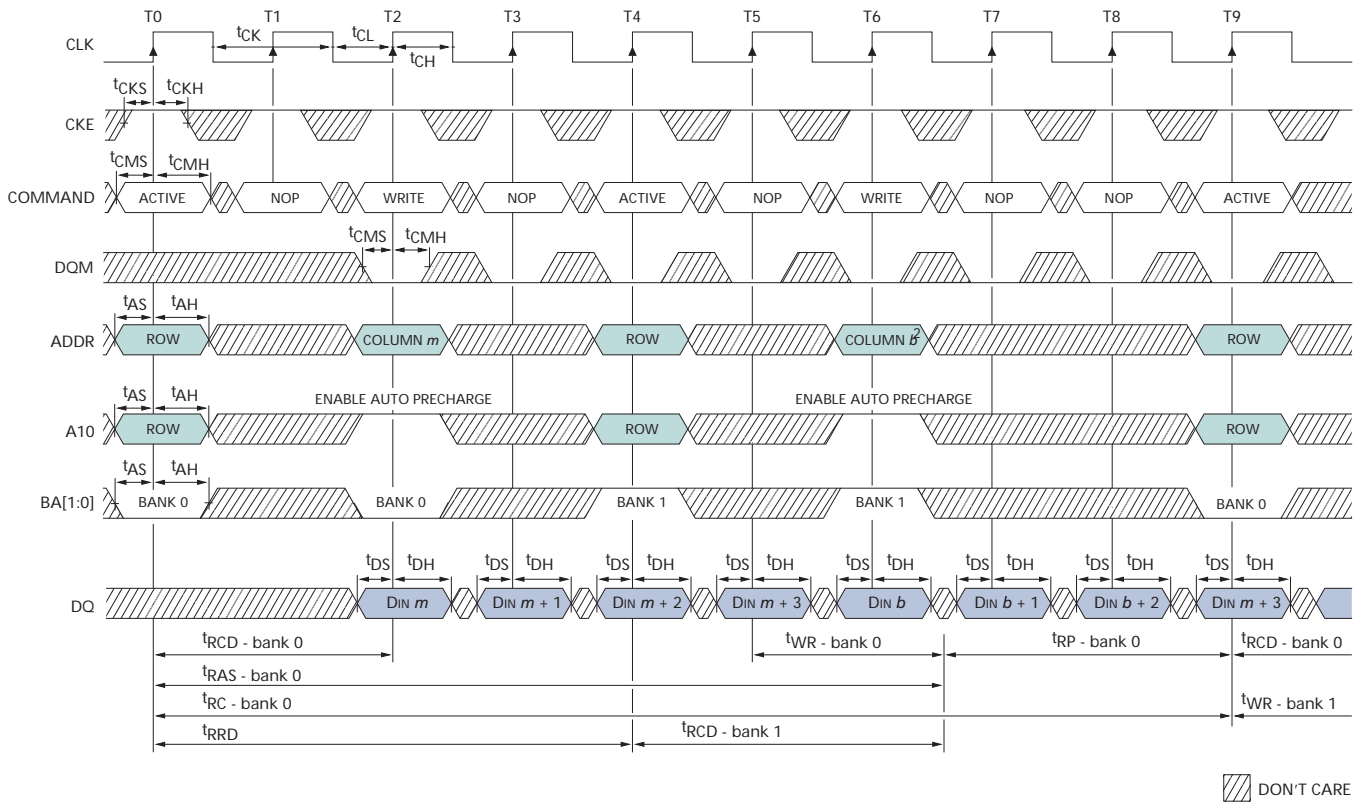 T0 T1 T2 T3 T4 T5 T6 T7 T8 T9
CLK
tCK tCL
tCH
tCKS tCKH
CKE
tCMS tCMH
COMMAND ACTIVE NOP WRITE NOP ACTIVE NOP WRITE NOP NOP ACTIVE
tCMS tCMH
DQM
tAS tAH
ADDR ROW COLUMN m ROW COLUMN b2 ROW
tAS tAH ENABLE AUTO PRECHARGE ENABLE AUTO PRECHARGE
A10 ROW ROW ROW
tAS tAH
BA[1:0] BANK 0 BANK 0 BANK 1 BANK 1 BANK 0
tDS tDH tDS tDH tDS tDH tDS tDH tDS tDH tDS tDH tDS tDH tDS tDH
DQ DIN m DIN m + 1 DIN m + 2 DIN m + 3 DIN b DIN b + 1 DIN b + 2 DIN m + 3
tRCD - bank 0 tWR - bank 0 tRP - bank 0 tRCD - bank 0
tRAS - bank 0
tRC - bank 0 tWR - bank 1
tRRD tRCD - bank 1
DON'T CARE